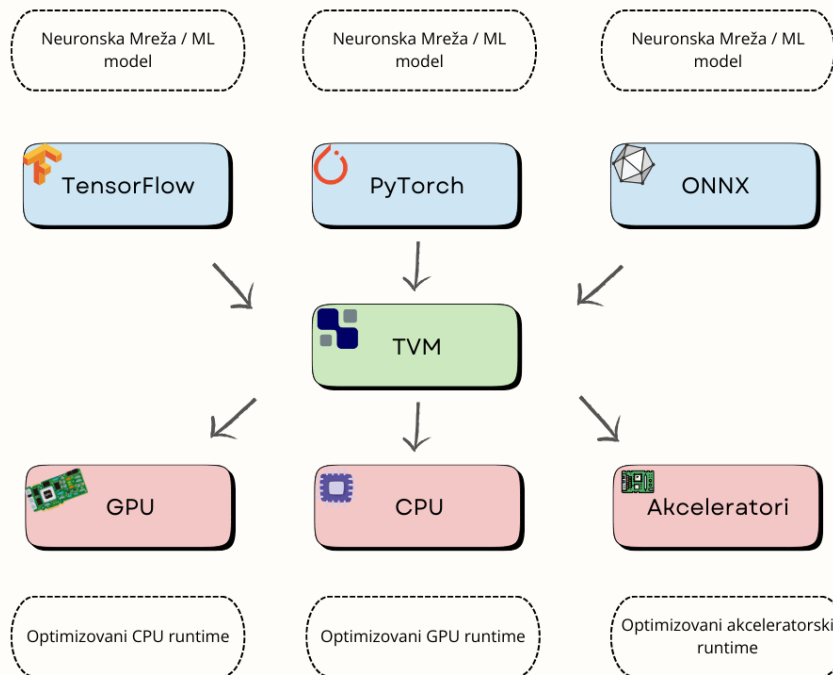 Neuronska Mreža / ML
model
Neuronska Mreža / ML
model
Neuronska Mreža / ML
model
TensorFlow
PyTorch
ONNX
TVM
GPU
CPU
Akceleratori
Optimizovani CPU runtime
Optimizovani GPU runtime
Optimizovani akceleratorski
runtime